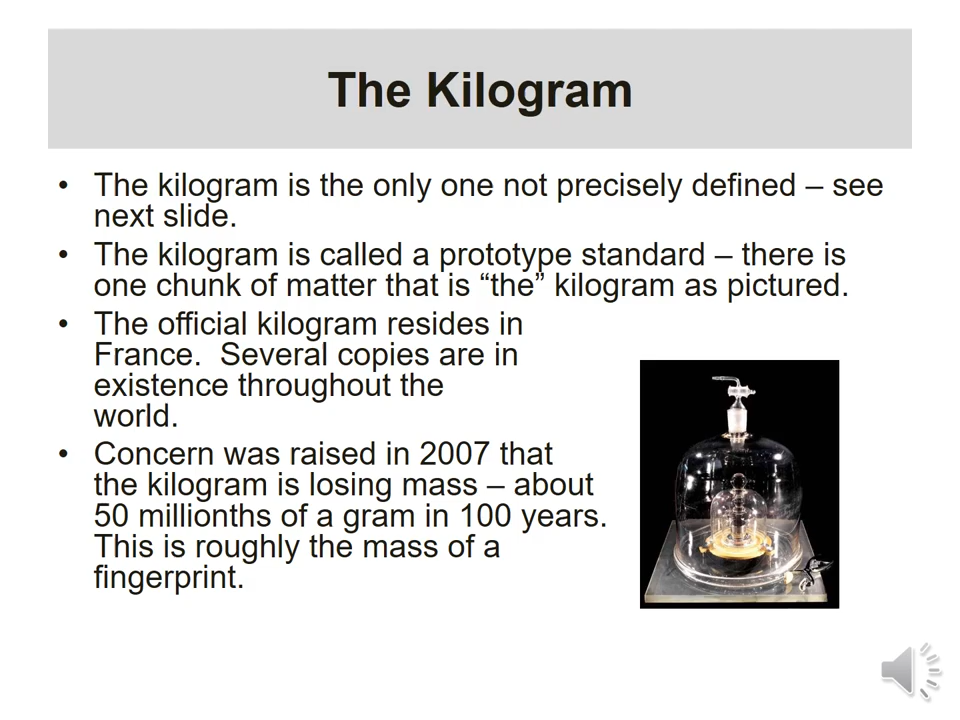 The Kilogram
• The kilogram is the only one not precisely defined – see
next slide.
• The kilogram is called a prototype standard – there is
one chunk of matter that is “the” kilogram as pictured.
• The official kilogram resides in
France.  Several copies are in
existence throughout the
world.
• Concern was raised in 2007 that
the kilogram is losing mass – about
50 millionths of a gram in 100 years.
This is roughly the mass of a
fingerprint.